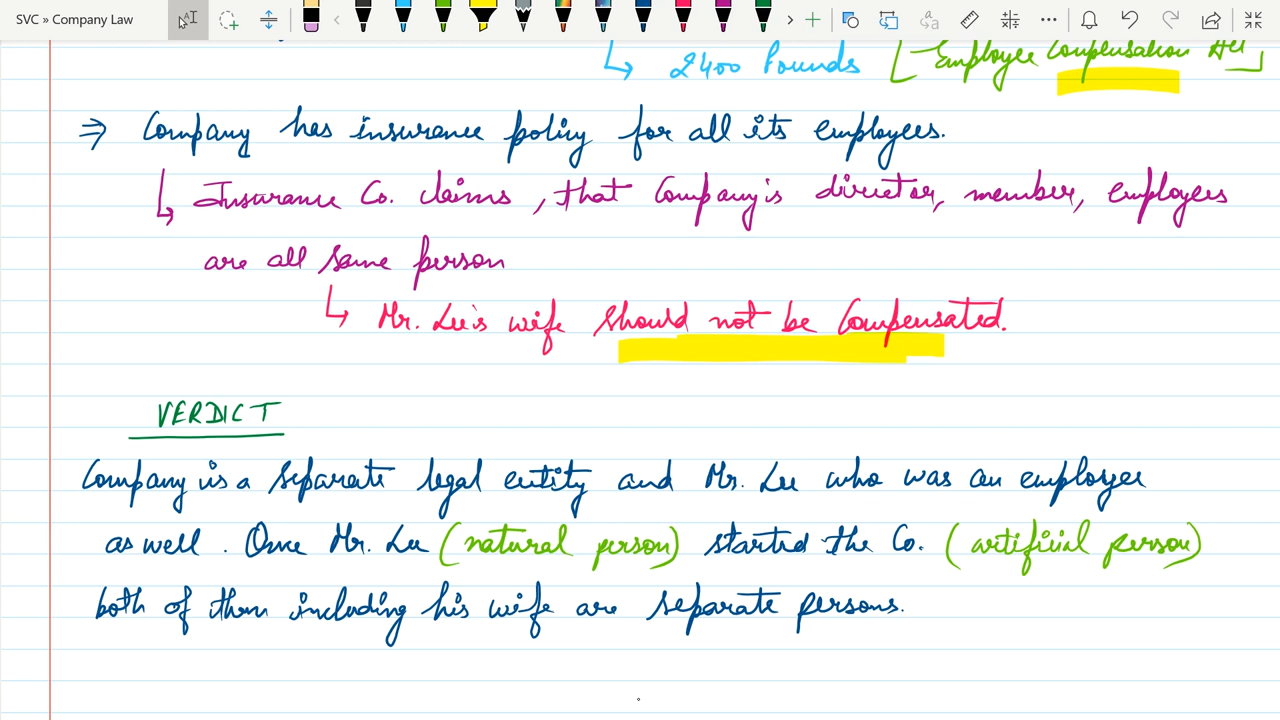 SVC » Company Law
↳ 2400 Pounds [Employee Compensation Act]
⇒ Company has insurance policy for all its employees.
↳ Insurance Co. claims, that Company is director, member, employees
are all same person
↳ Mr. Lee's wife should not be Compensated.
VERDICT
Company is a separate legal entity and Mr. Lee who was an employee
as well. Once Mr. Lee (natural person) started the Co. (artificial person)
both of them including his wife are separate persons.